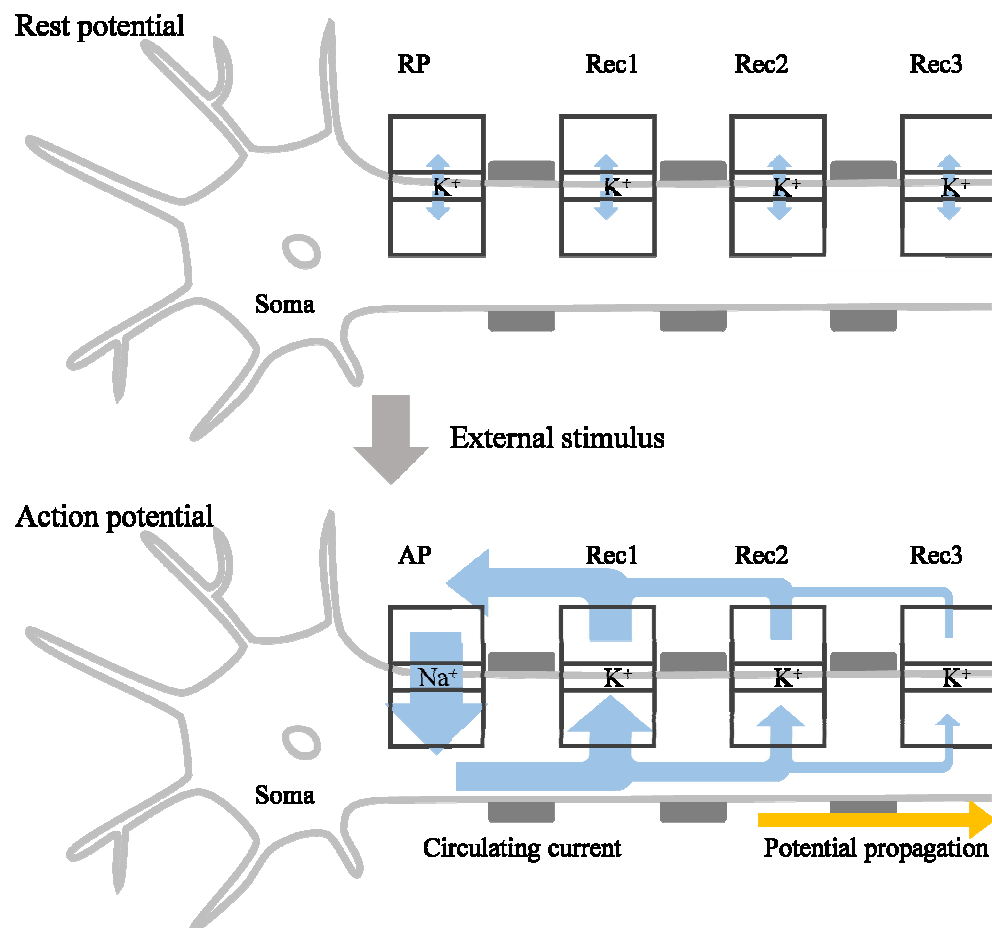 Rest potential
RP Rec1 Rec2 Rec3
K⁺ K⁺ K⁺ K⁺
Soma
External stimulus
Action potential
AP Rec1 Rec2 Rec3
Na⁺ K⁺ K⁺ K⁺
Soma
Circulating current Potential propagation